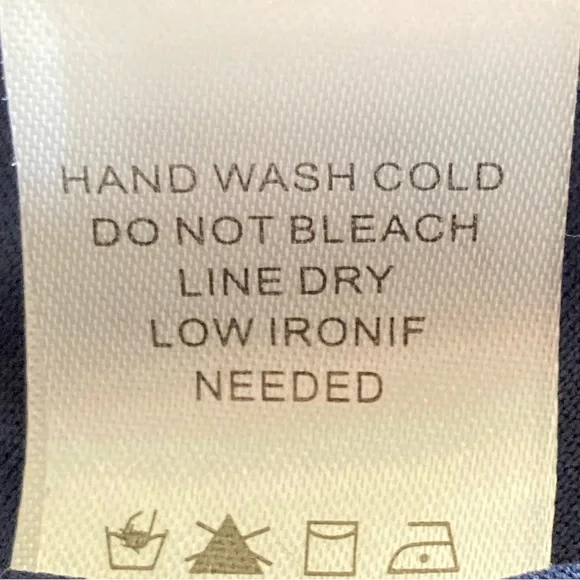 HAND WASH COLD
DO NOT BLEACH
LINE DRY
LOW IRONIF
NEEDED